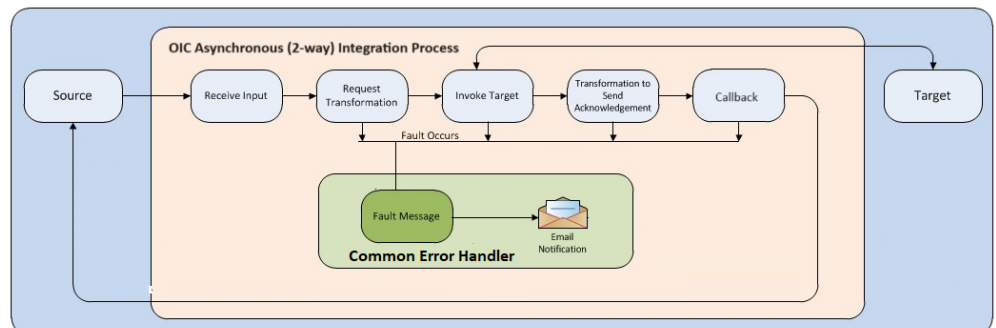 OIC Asynchronous (2-way) Integration Process
Source
Receive Input
Request
Transformation
Invoke Target
Transformation to
Send
Acknowledgement
Callback
Target
Fault Occurs
Fault Message
Email
Notification
Common Error Handler